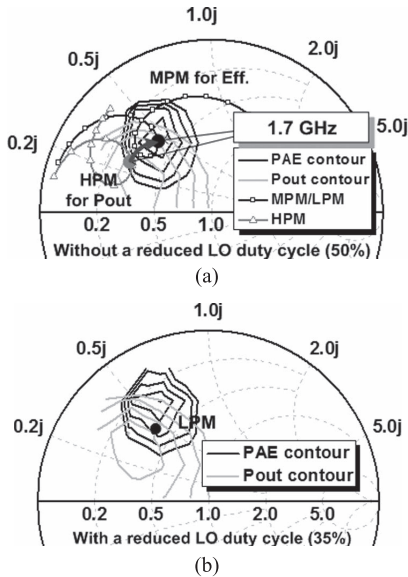 (a)
1.0j
0.5j
2.0j
MPM for Eff.
0.2j
5.0j
1.7 GHz
HPM
for Pout
PAE contour
Pout contour
MPM/LPM
HPM
0.2 0.5 1.0
Without a reduced LO duty cycle (50%)
(a)
1.0j
0.5j
2.0j
0.2j
LPM
5.0j
PAE contour
Pout contour
0.2 0.5 1.0 2.0 5.0
With a reduced LO duty cycle (35%)
(b)